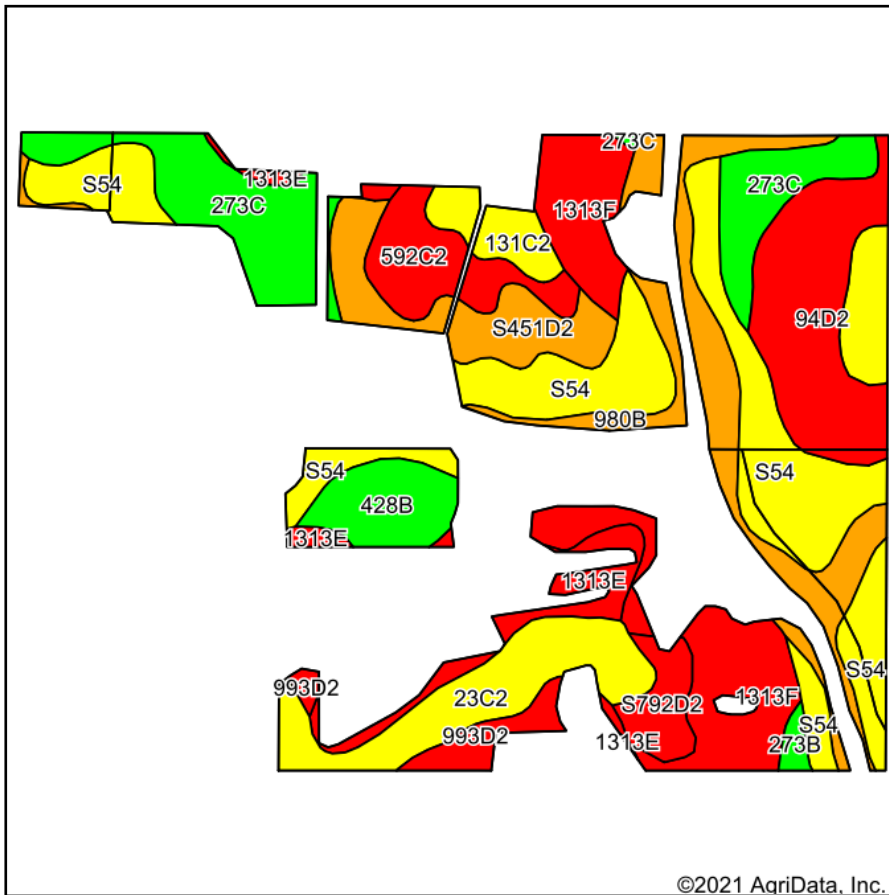 273C
273C
S54
1313E
273C
1313F
131C2
592C2
94D2
S451D2
S54
980B
S54
S54
428B
1313E
1313E
S54
993D2
23C2
S792D2
1313F
S54
993D2
1313E
273B
©2021 AgriData, Inc.